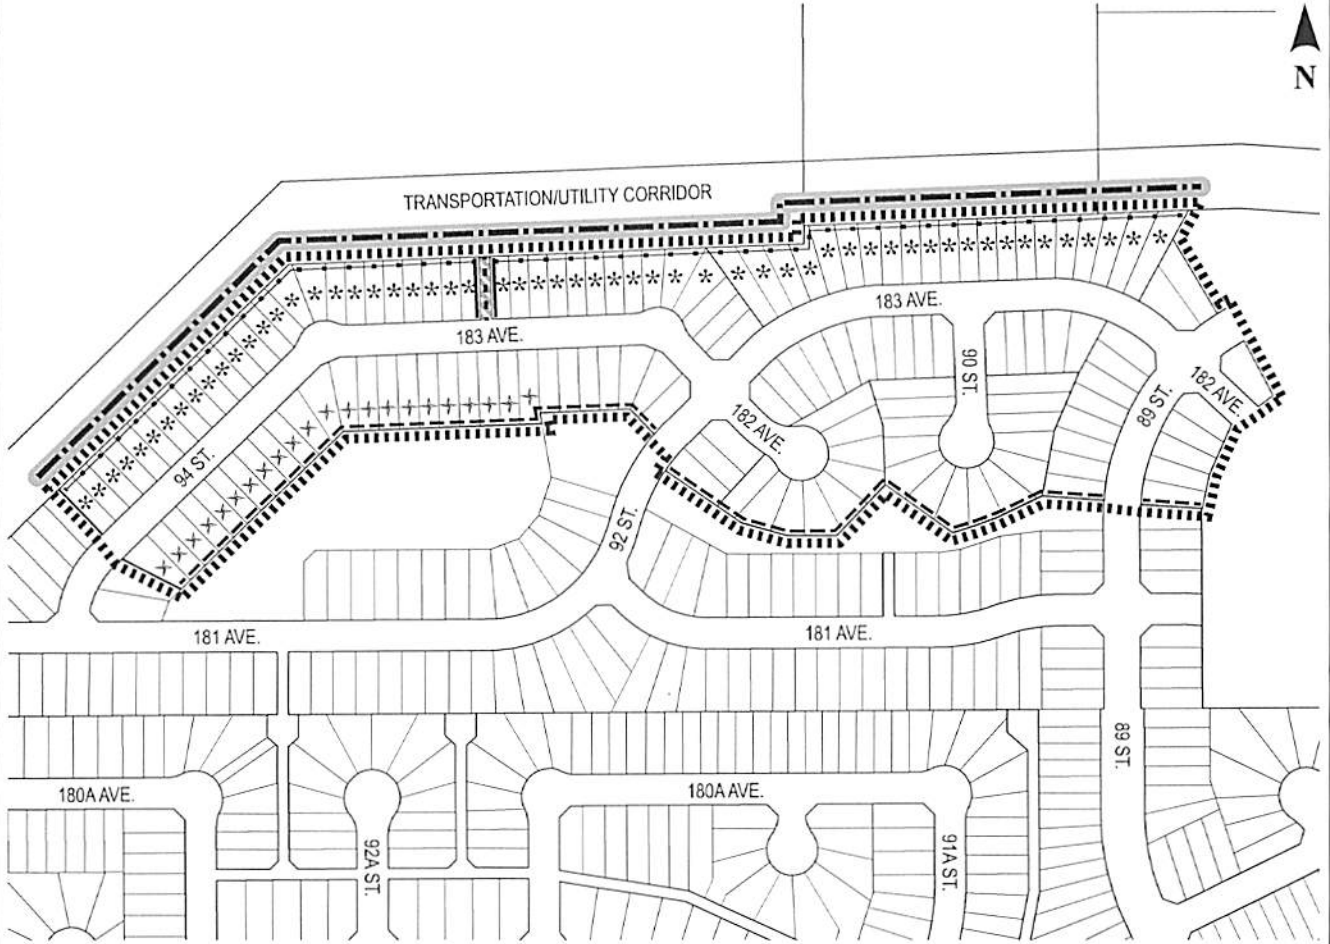 N
TRANSPORTATION/UTILITY CORRIDOR
183 AVE.
183 AVE.
90 ST.
182 AVE.
89 ST.
182 AVE.
94 ST.
92 ST.
181 AVE.
181 AVE.
89 ST.
180A AVE.
180A AVE.
92A ST.
91A ST.